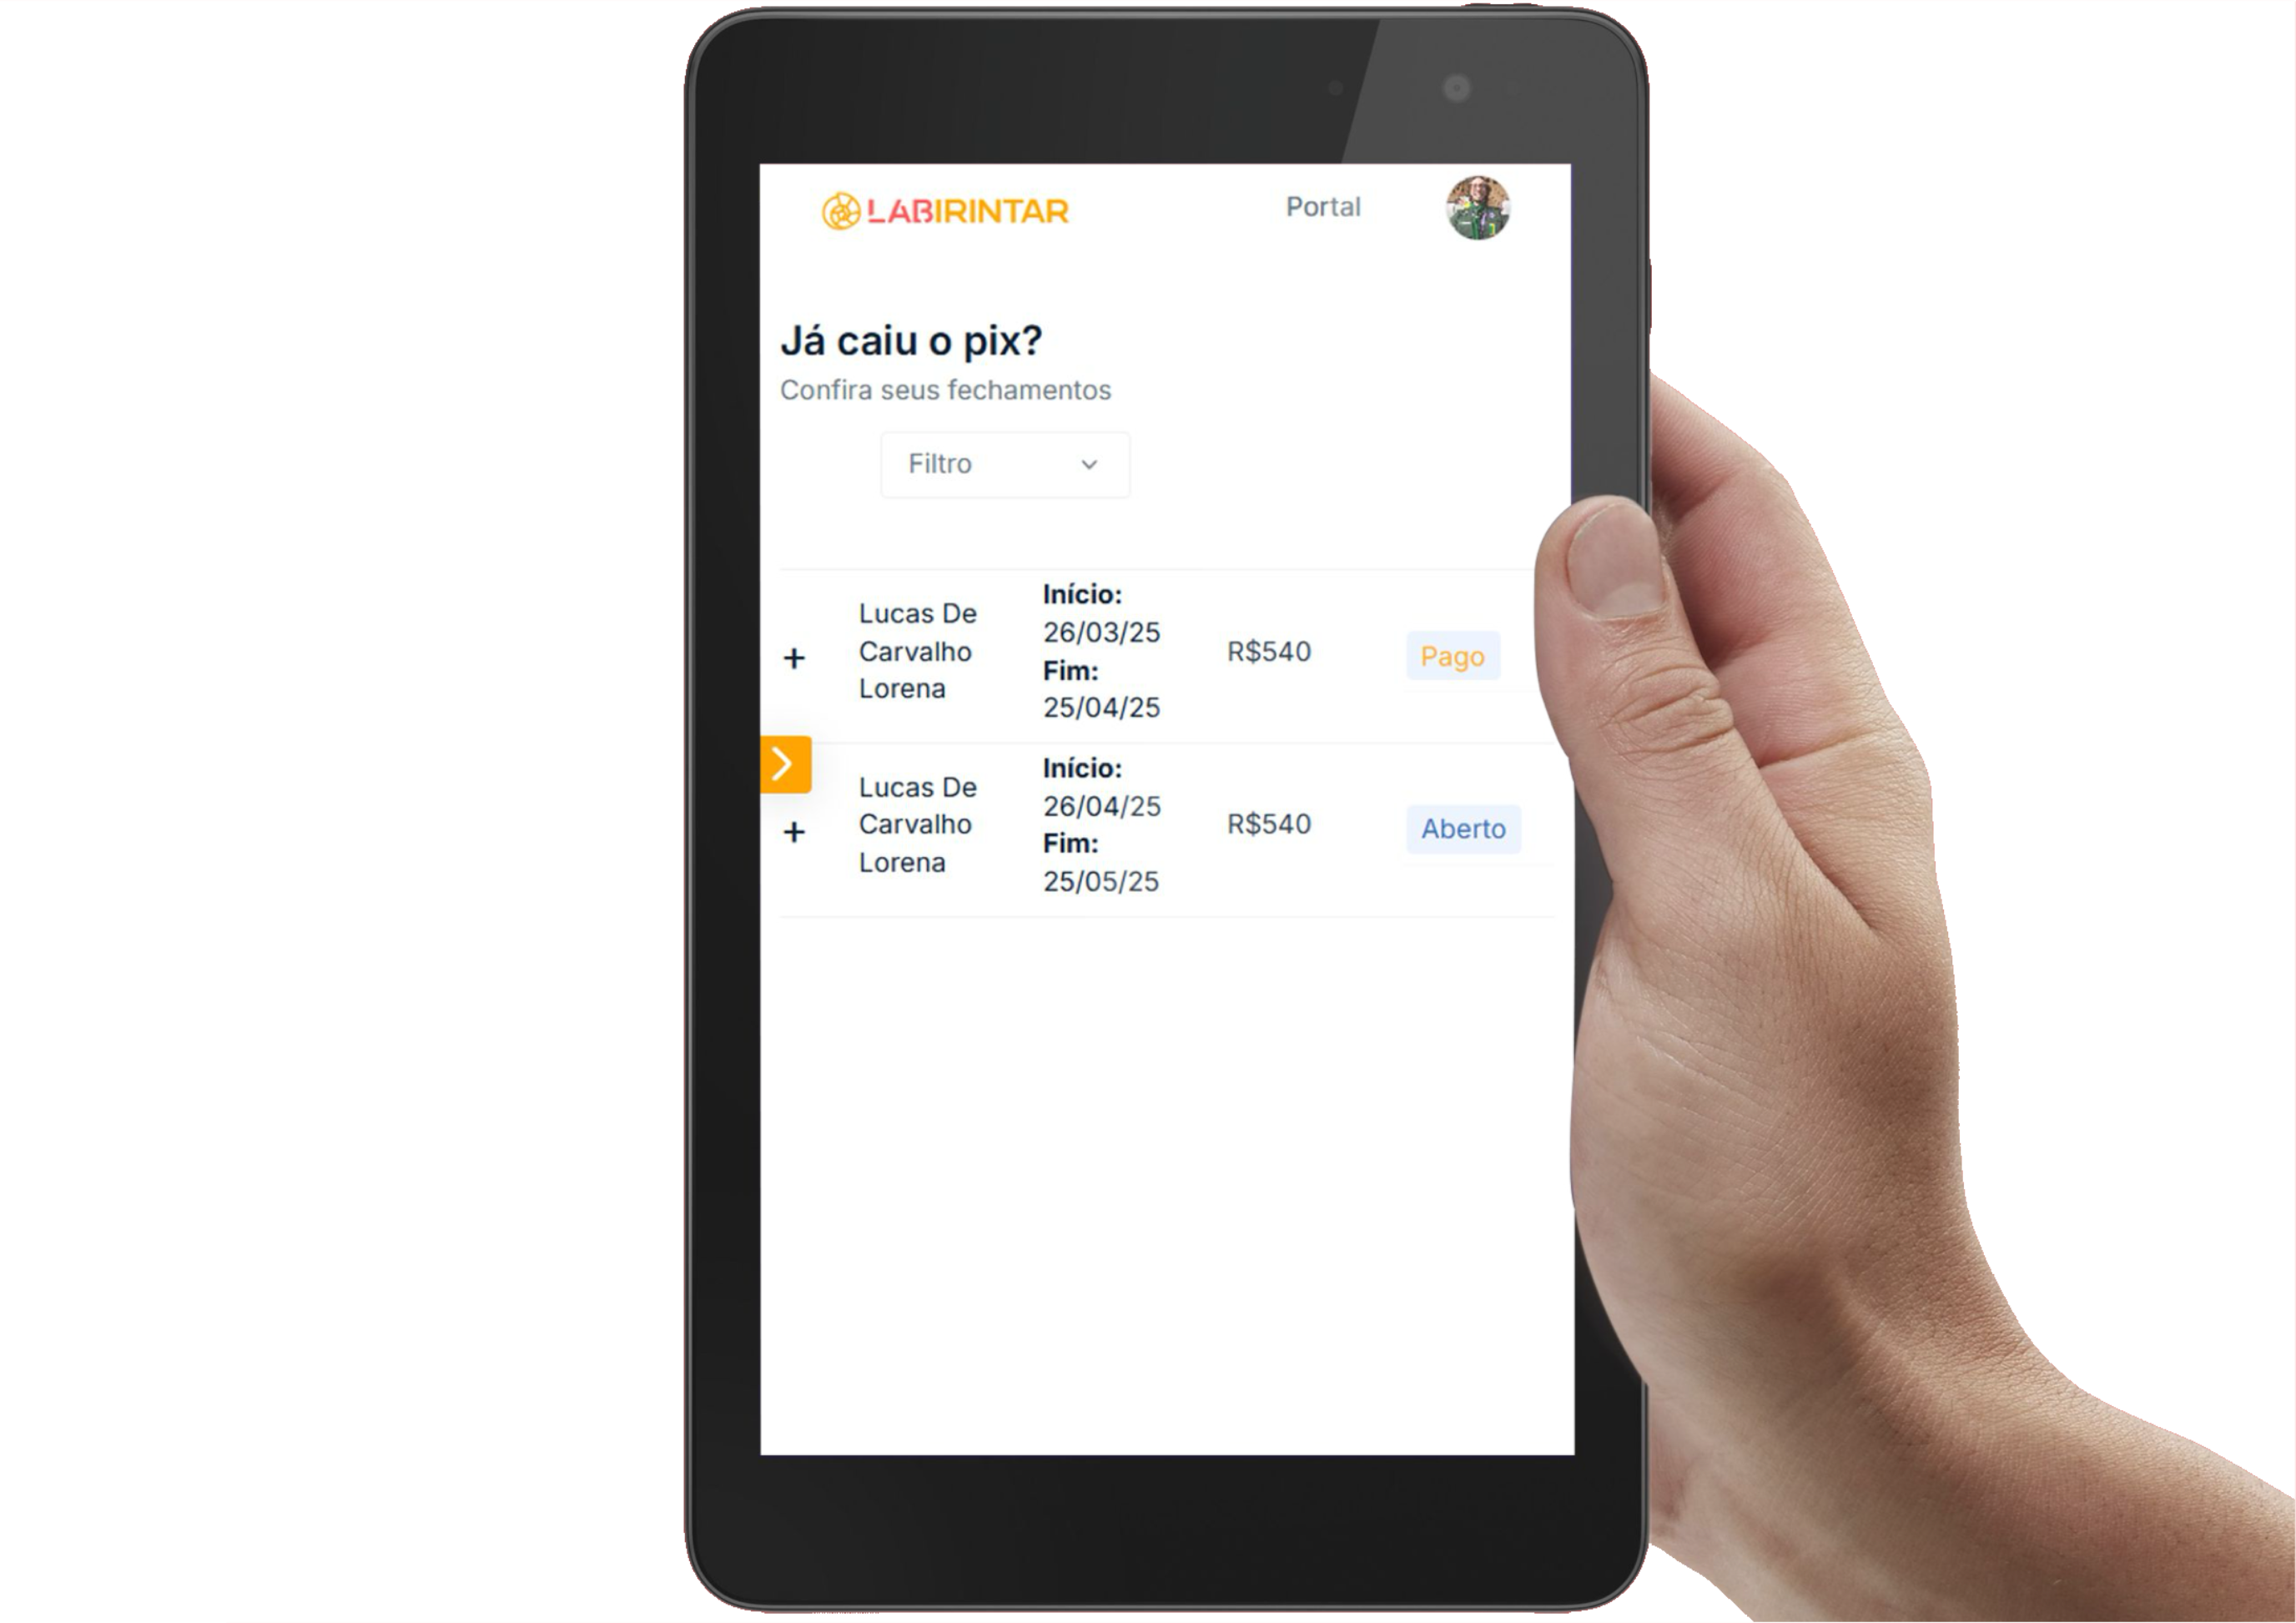 LABIRINTAR
Portal
Já caiu o pix?
Confira seus fechamentos
Filtro
+
Lucas De
Carvalho
Lorena
Início:
26/03/25
Fim:
25/04/25
R$540
Pago
+
Lucas De
Carvalho
Lorena
Início:
26/04/25
Fim:
25/05/25
R$540
Aberto